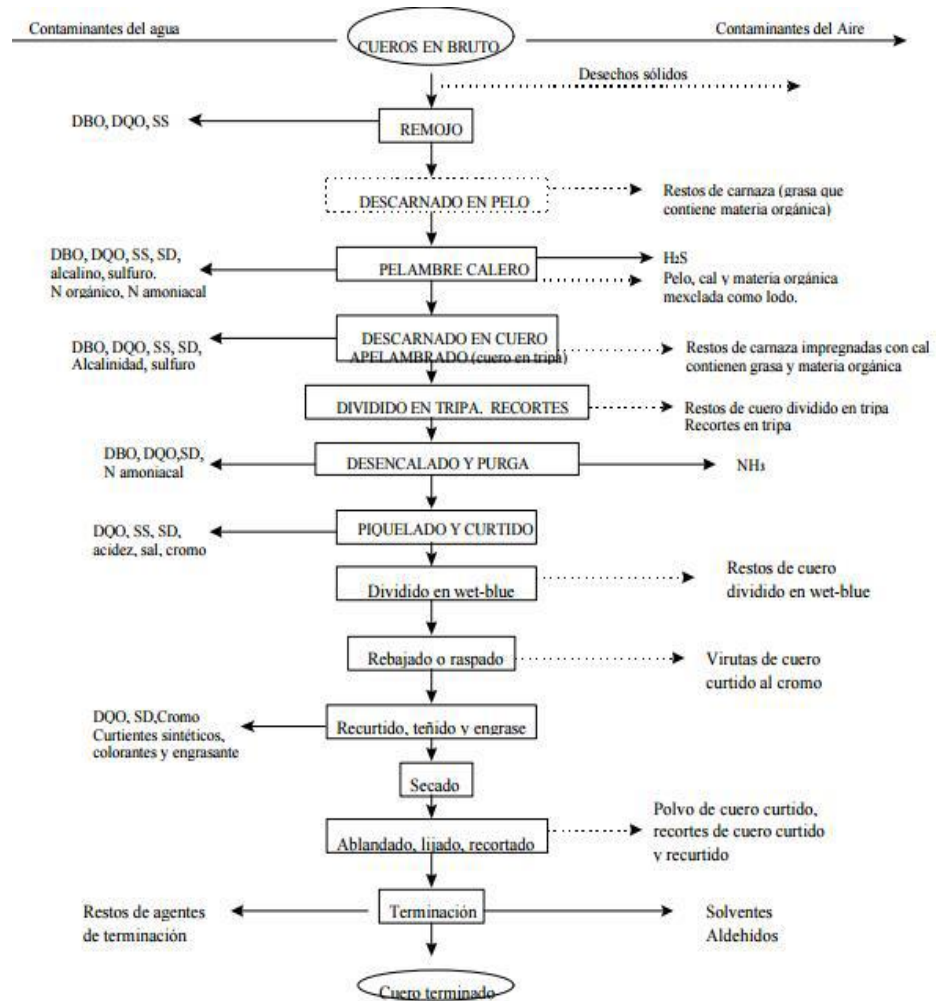 Contaminantes del agua
CUEROS EN BRUTO
Contaminantes del Aire
Desechos sólidos
DBO, DQO, SS
REMOJO
DESCARNADO EN PELO
Restos de carnaza (grasa que
contiene materia orgánica)
DBO, DQO, SS, SD,
alcalino, sulfuro.
N orgánico, N amoniacal
PELAMBRE CALERO
H₂S
Pelo, cal y materia orgánica
mexclada como lodo.
DBO, DQO, SS, SD,
Alcalinidad, sulfuro
DESCARNADO EN CUERO
APELAMBRADO (cuero en tripa)
Restos de carnaza impregnadas con cal
contienen grasa y materia orgánica
DIVIDIDO EN TRIPA. RECORTES
Restos de cuero dividido en tripa
Recortes en tripa
DBO, DQO,SD,
N amoniacal
DESENCALADO Y PURGA
NH₃
DQO, SS, SD,
acidez, sal, cromo
PIQUELADO Y CURTIDO
Dividido en wet-blue
Restos de cuero
dividido en wet-blue
Rebajado o raspado
Virutas de cuero
curtido al cromo
DQO, SD,Cromo
Curtientes sintéticos,
colorantes y engrasante
Recurtido, teñido y engrase
Secado
Ablandado, lijado, recortado
Polvo de cuero curtido,
recortes de cuero curtido
y recurtido
Restos de agentes
de terminación
Terminación
Solventes
Aldehidos
Cuero terminado